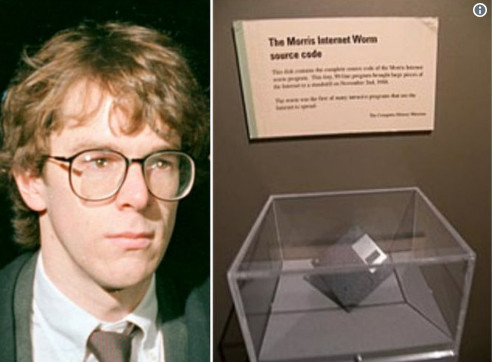 The Morris Internet Worm
source code
This disk contains the complete source code of the Morris Internet
worm program. This tiny, 99-line program brought large pieces of
the Internet to a standstill on November 2nd, 1988.
The worm was the first of many intrusive programs that use the
Internet to spread.
The Computer History Museum